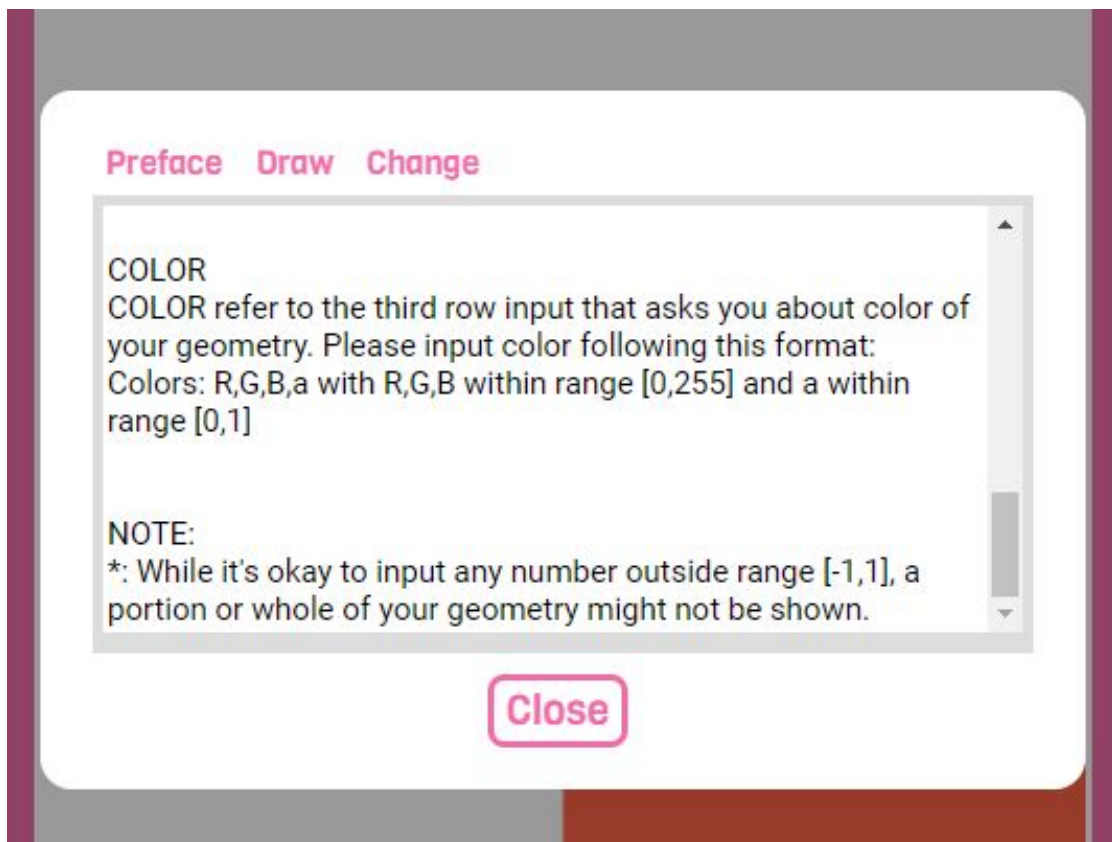 Preface Draw Change
COLOR
COLOR refer to the third row input that asks you about color of
your geometry. Please input color following this format:
Colors: R,G,B,a with R,G,B within range [0,255] and a within
range [0,1]
NOTE:
*: While it's okay to input any number outside range [-1,1], a
portion or whole of your geometry might not be shown.
Close